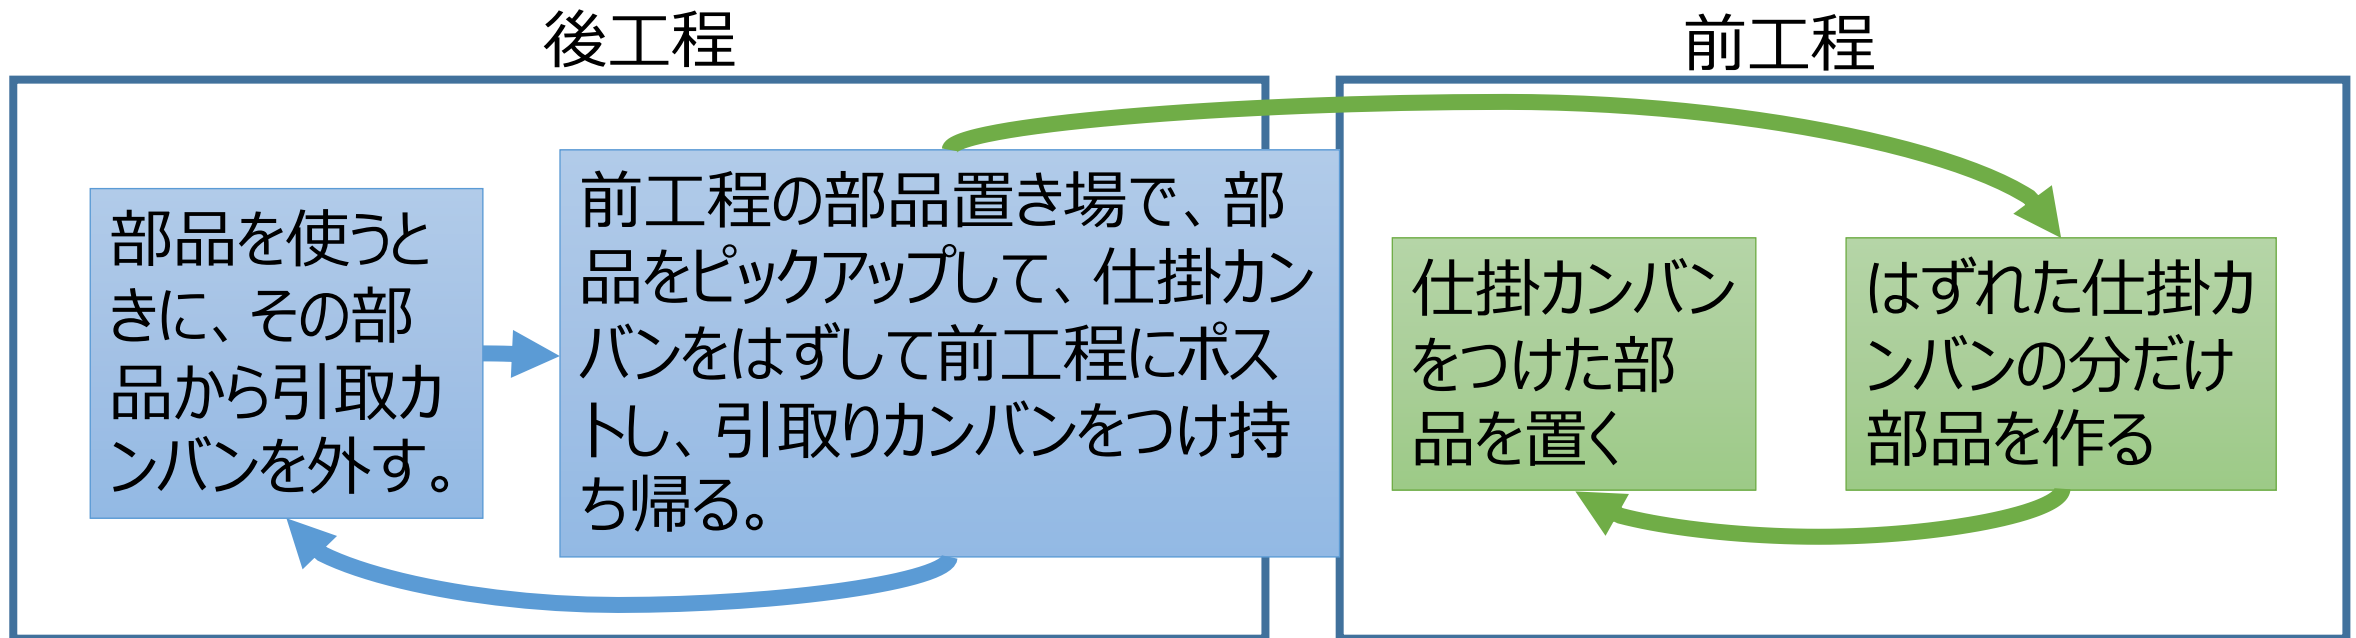 後工程
前工程
部品を使うと
きに、その部
品から引取カ
ンバンを外す。
前工程の部品置き場で、部
品をピックアップして、仕掛カン
バンをはずして前工程にポス
トし、引取りカンバンをつけ持
ち帰る。
仕掛カンバン
をつけた部
品を置く
はずれた仕掛カ
ンバンの分だけ
部品を作る